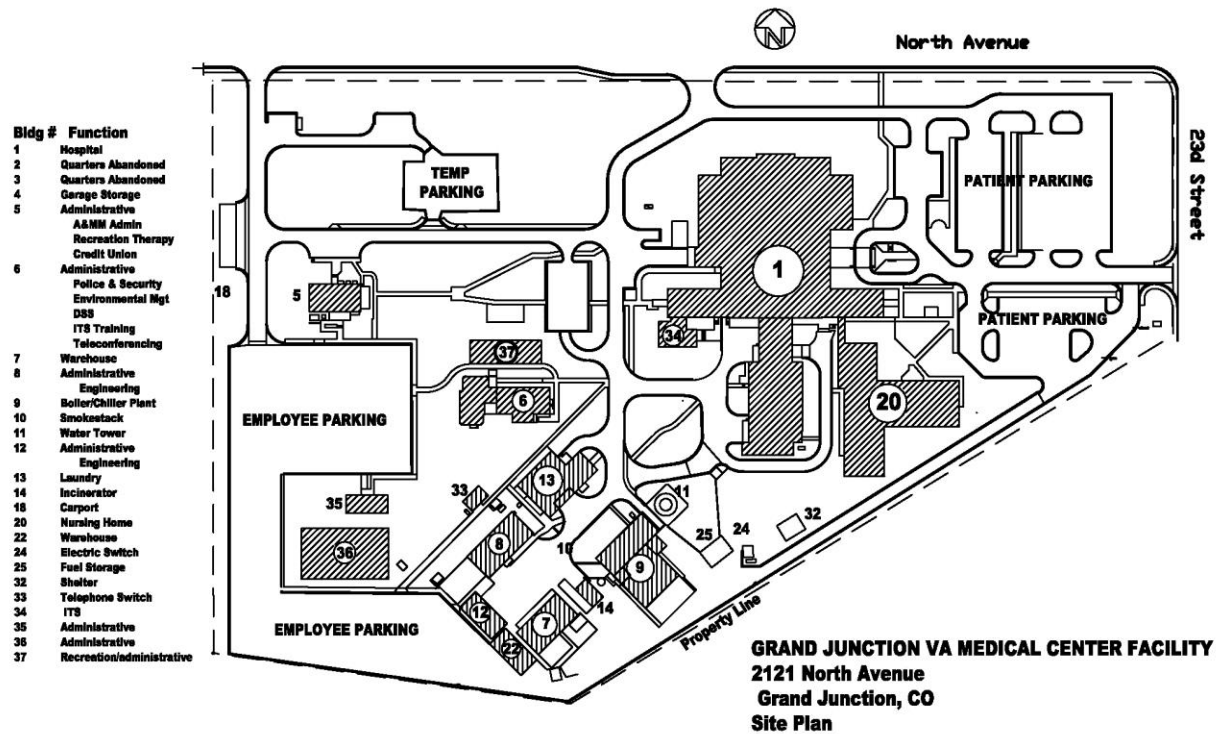 N
North Avenue
23d Street
Bldg # Function
1 Hospital
2 Quarters Abandoned
3 Quarters Abandoned
4 Garage Storage
5 Administrative
A&MM Admin
Recreation Therapy
Credit Union
6 Administrative
Police & Security
Environmental Mgt
DSS
ITS Training
Teleconferencing
7 Warehouse
8 Administrative
Engineering
9 Boiler/Chiller Plant
10 Smokestack
11 Water Tower
12 Administrative
Engineering
13 Laundry
14 Incinerator
18 Carport
20 Nursing Home
22 Warehouse
24 Electric Switch
25 Fuel Storage
32 Shelter
33 Telephone Switch
34 ITS
35 Administrative
36 Administrative
37 Recreation/administrative
TEMP
PARKING
PATIENT PARKING
1
18
5
PATIENT PARKING
34
37
6
20
EMPLOYEE PARKING
13
33
11
35
32
25
24
8
10
36
9
14
12
7
22
EMPLOYEE PARKING
Property Line
GRAND JUNCTION VA MEDICAL CENTER FACILITY
2121 North Avenue
Grand Junction, CO
Site Plan